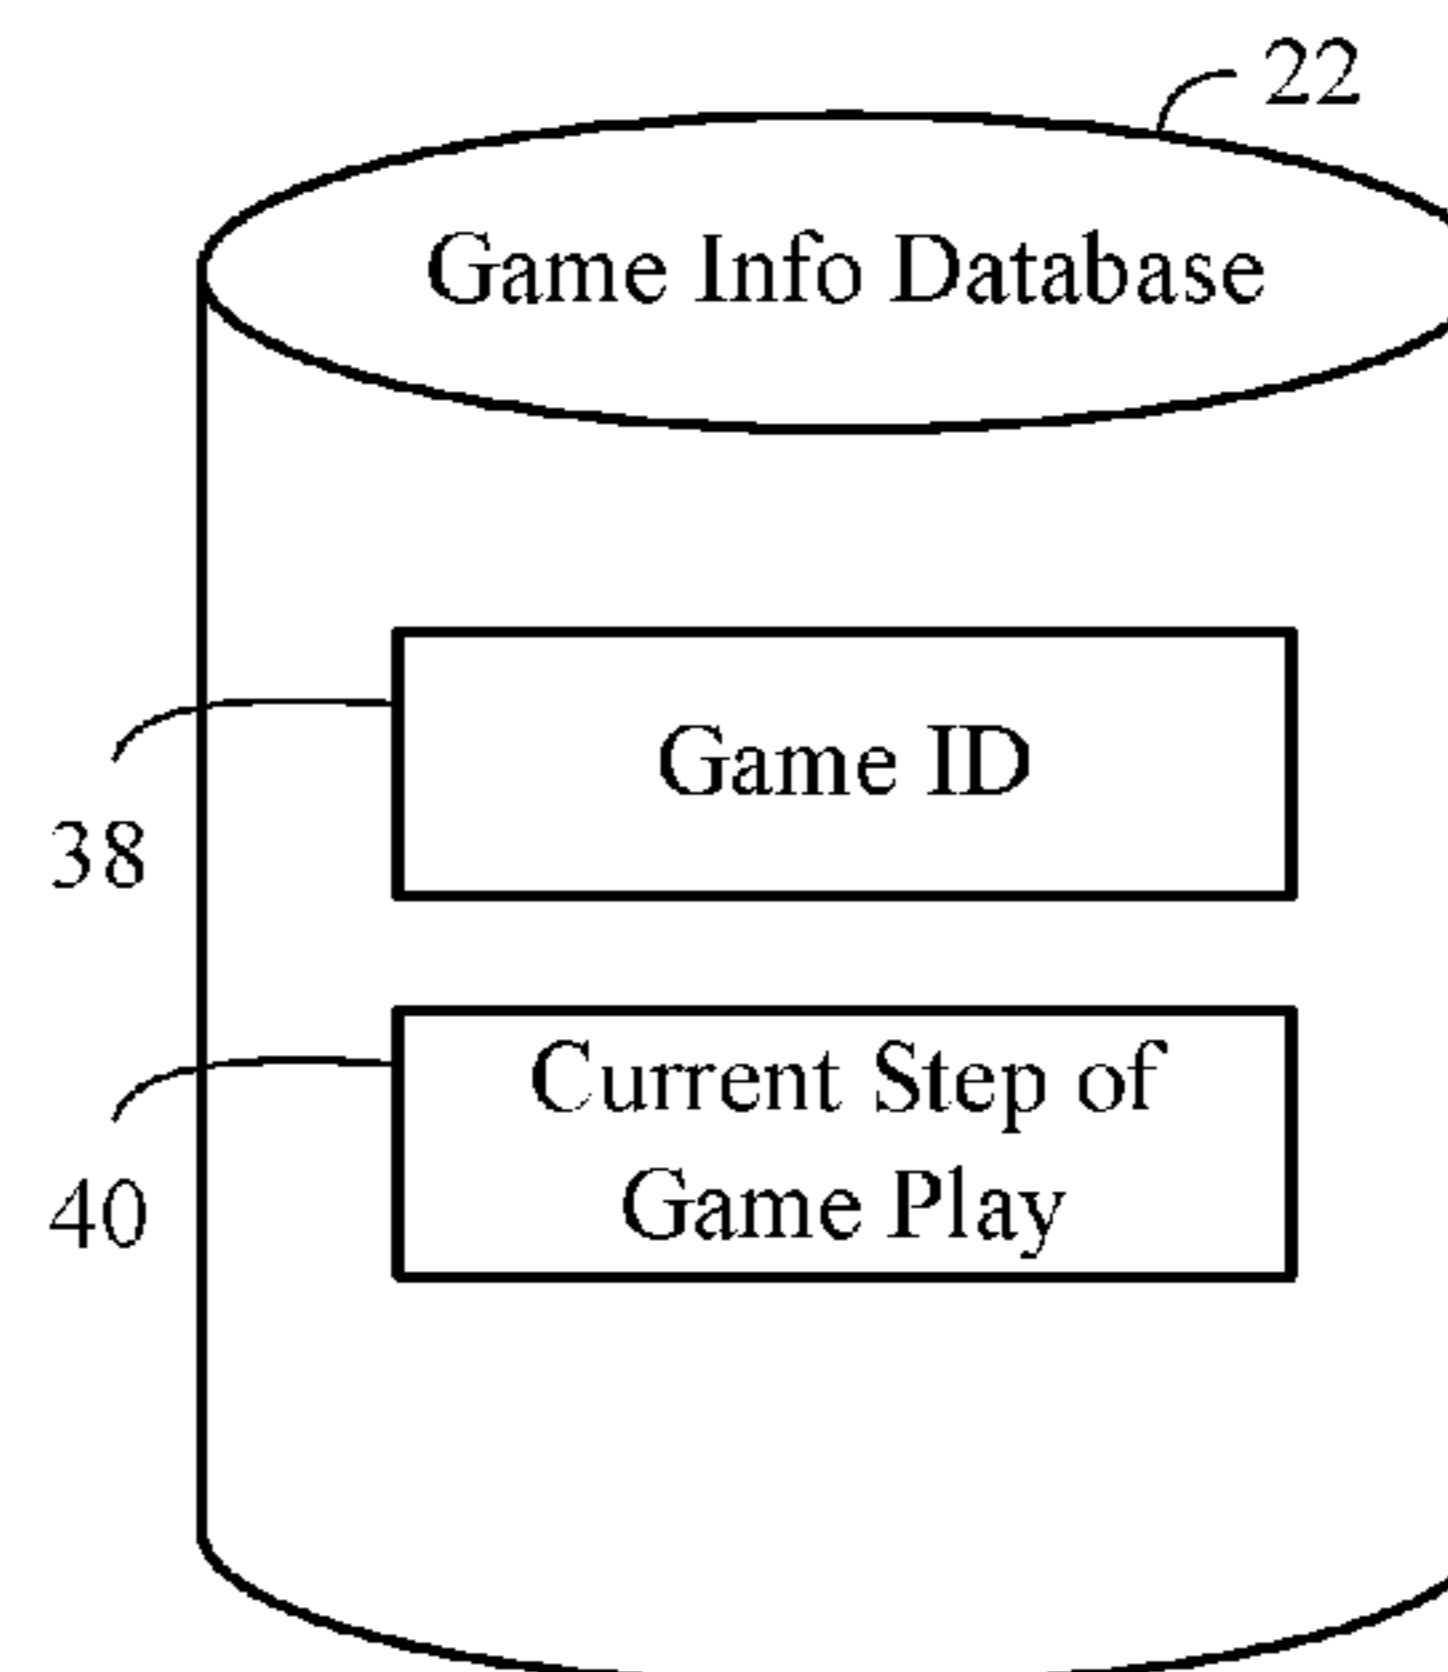 22
Game Info Database
Game ID
38
Current Step of
Game Play
40